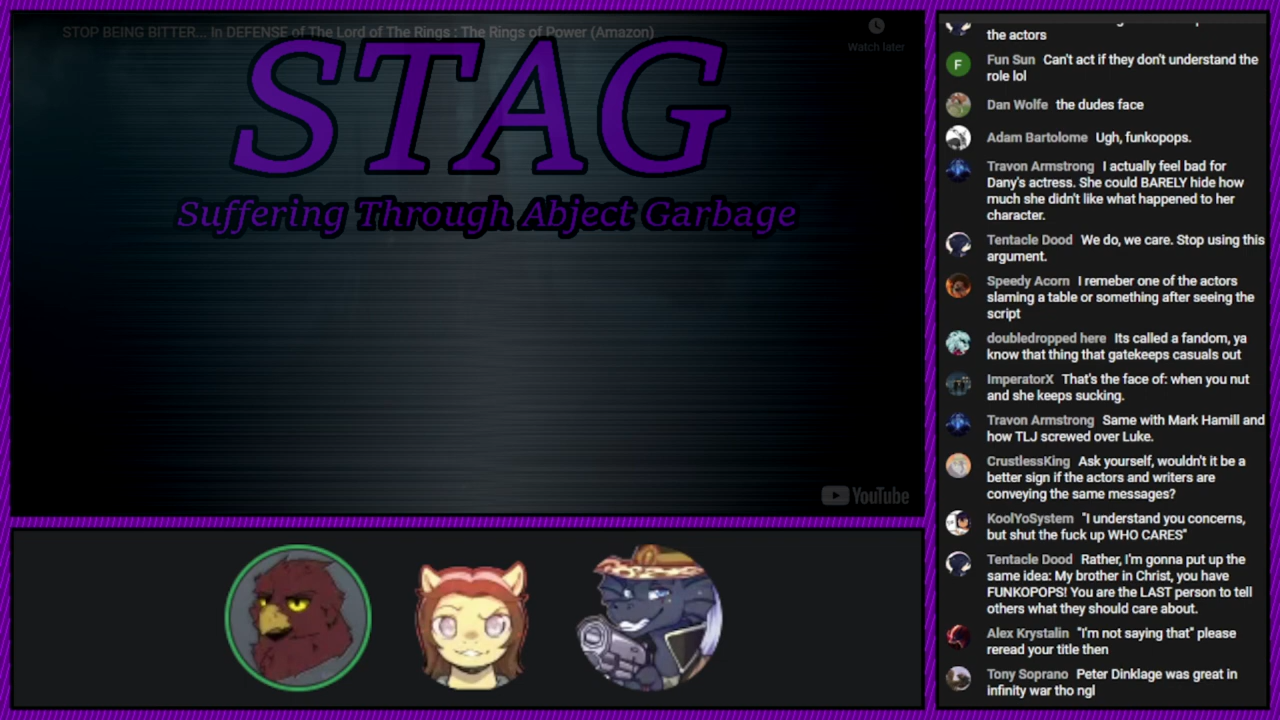 STOP BEING BITTER... In DEFENSE of The Lord of The Rings : The Rings of Power (Amazon)
Watch later
STAG
Suffering Through Abject Garbage
YouTube
the actors
F
Fun Sun Can't act if they don't understand the
role lol
Dan Wolfe the dudes face
Adam Bartolome Ugh, funkopops.
Travon Armstrong I actually feel bad for
Dany's actress. She could BARELY hide how
much she didn't like what happened to her
character.
Tentacle Dood We do, we care. Stop using this
argument.
Speedy Acorn I remeber one of the actors
slaming a table or something after seeing the
script
doubledropped here Its called a fandom, ya
know that thing that gatekeeps casuals out
ImperatorX That's the face of: when you nut
and she keeps sucking.
Travon Armstrong Same with Mark Hamill and
how TLJ screwed over Luke.
CrustlessKing Ask yourself, wouldn't it be a
better sign if the actors and writers are
conveying the same messages?
KoolYoSystem "I understand you concerns,
but shut the fuck up WHO CARES"
Tentacle Dood Rather, I'm gonna put up the
same idea: My brother in Christ, you have
FUNKOPOPS! You are the LAST person to tell
others what they should care about.
Alex Krystalin "I'm not saying that" please
reread your title then
Tony Soprano Peter Dinklage was great in
infinity war tho ngl